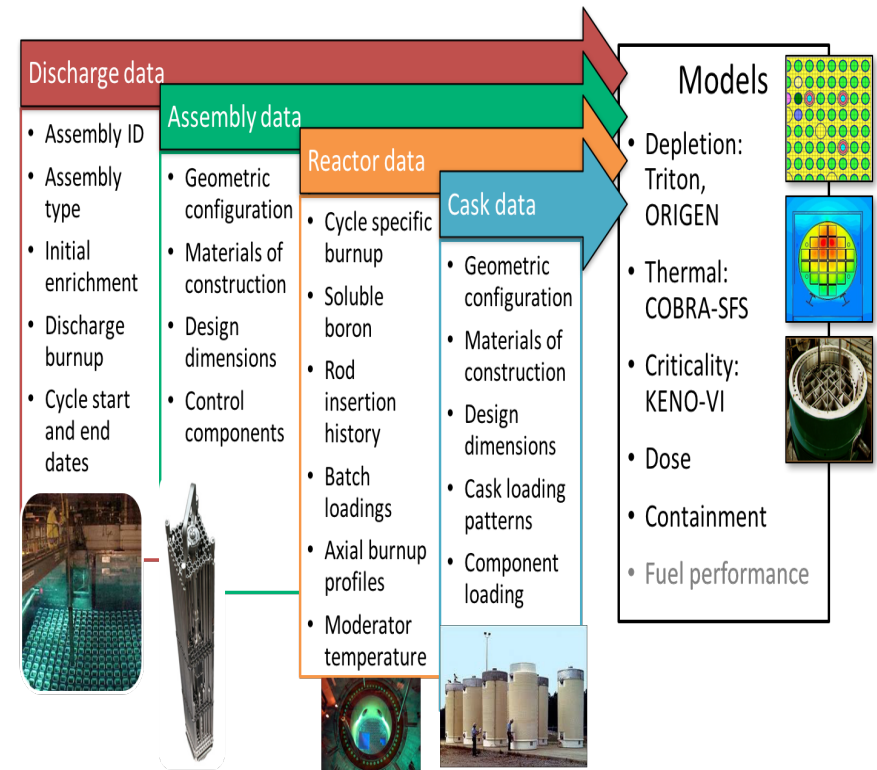 Discharge data
• Assembly ID
• Assembly
type
• Initial
enrichment
• Discharge
burnup
• Cycle start
and end
dates
Assembly data
• Geometric
configuration
• Materials of
construction
• Design
dimensions
• Control
components
Reactor data
• Cycle specific
burnup
• Soluble
boron
• Rod
insertion
history
• Batch
loadings
• Axial burnup
profiles
• Moderator
temperature
Cask data
• Geometric
configuration
• Materials of
construction
• Design
dimensions
• Cask loading
patterns
• Component
loading
Models
• Depletion:
Triton,
ORIGEN
• Thermal:
COBRA-SFS
• Criticality:
KENO-VI
• Dose
• Containment
• Fuel performance